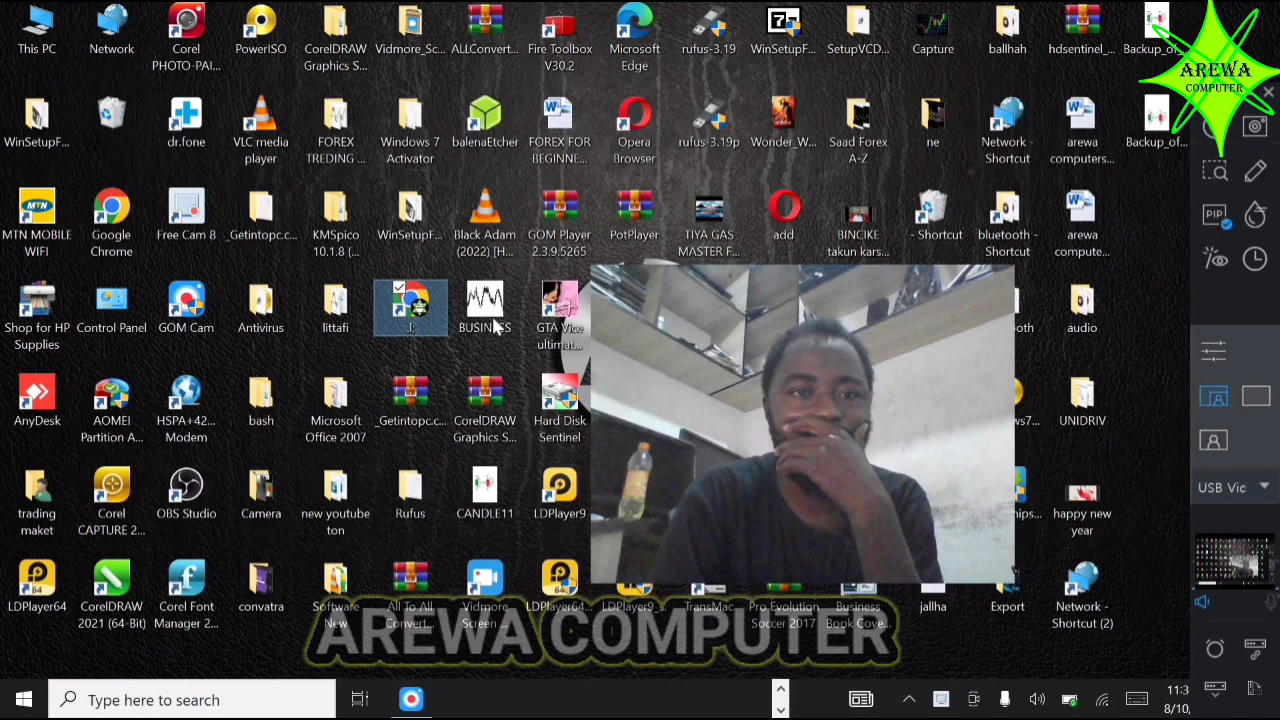 This PC
Network
Corel
PHOTO-PAI...
PowerISO
CorelDRAW
Graphics S...
Vidmore_Sc...
ALLConvert...
Fire Toolbox
V30.2
Microsoft
Edge
rufus-3.19
WinSetupF...
SetupVCD...
Capture
ballhah
hdsentinel_...
Backup_of_
AREWA
COMPUTER
WinSetupF...
dr.fone
VLC media
player
FOREX
TREDING ...
Windows 7
Activator
balenaEtcher
FOREX FOR
BEGINNE...
Opera
Browser
rufus-3.19p
Wonder_W...
Saad Forex
A-Z
ne
Network -
Shortcut
arewa
computers...
Backup_of...
MTN MOBILE
WIFI
Google
Chrome
Free Cam 8
_Getintopc.c...
KMSpico
10.1.8 (...
WinSetupF...
Black Adam
(2022) [H...
GOM Player
2.3.9.5265
PotPlayer
TIYA GAS
MASTER F...
add
BINCIKE
takun kars...
- Shortcut
bluetooth -
Shortcut
arewa
compute...
PIP
Shop for HP
Supplies
Control Panel
GOM Cam
Antivirus
littafi
BUSINESS
GTA Vice
ultimat...
audio
AnyDesk
AOMEI
Partition A...
HSPA+42...
Modem
bash
Microsoft
Office 2007
_Getintopc.c...
CorelDRAW
Graphics S...
Hard Disk
Sentinel
UNIDRIV
trading
maket
Corel
CAPTURE 2...
OBS Studio
Camera
new youtube
ton
Rufus
CANDLE11
LDPlayer9
happy new
year
USB Vic
LDPlayer64
CorelDRAW
2021 (64-Bit)
Corel Font
Manager 2...
convatra
Software
New
All To All
Convert...
Vidmore
Screen ...
LDPlayer64...
LDPlayer9_...
TransMac
Pro Evolution
Soccer 2017
Business
Book Cove...
jallha
Export
Network -
Shortcut (2)
AREWA COMPUTER
Type here to search
11:3
8/10,